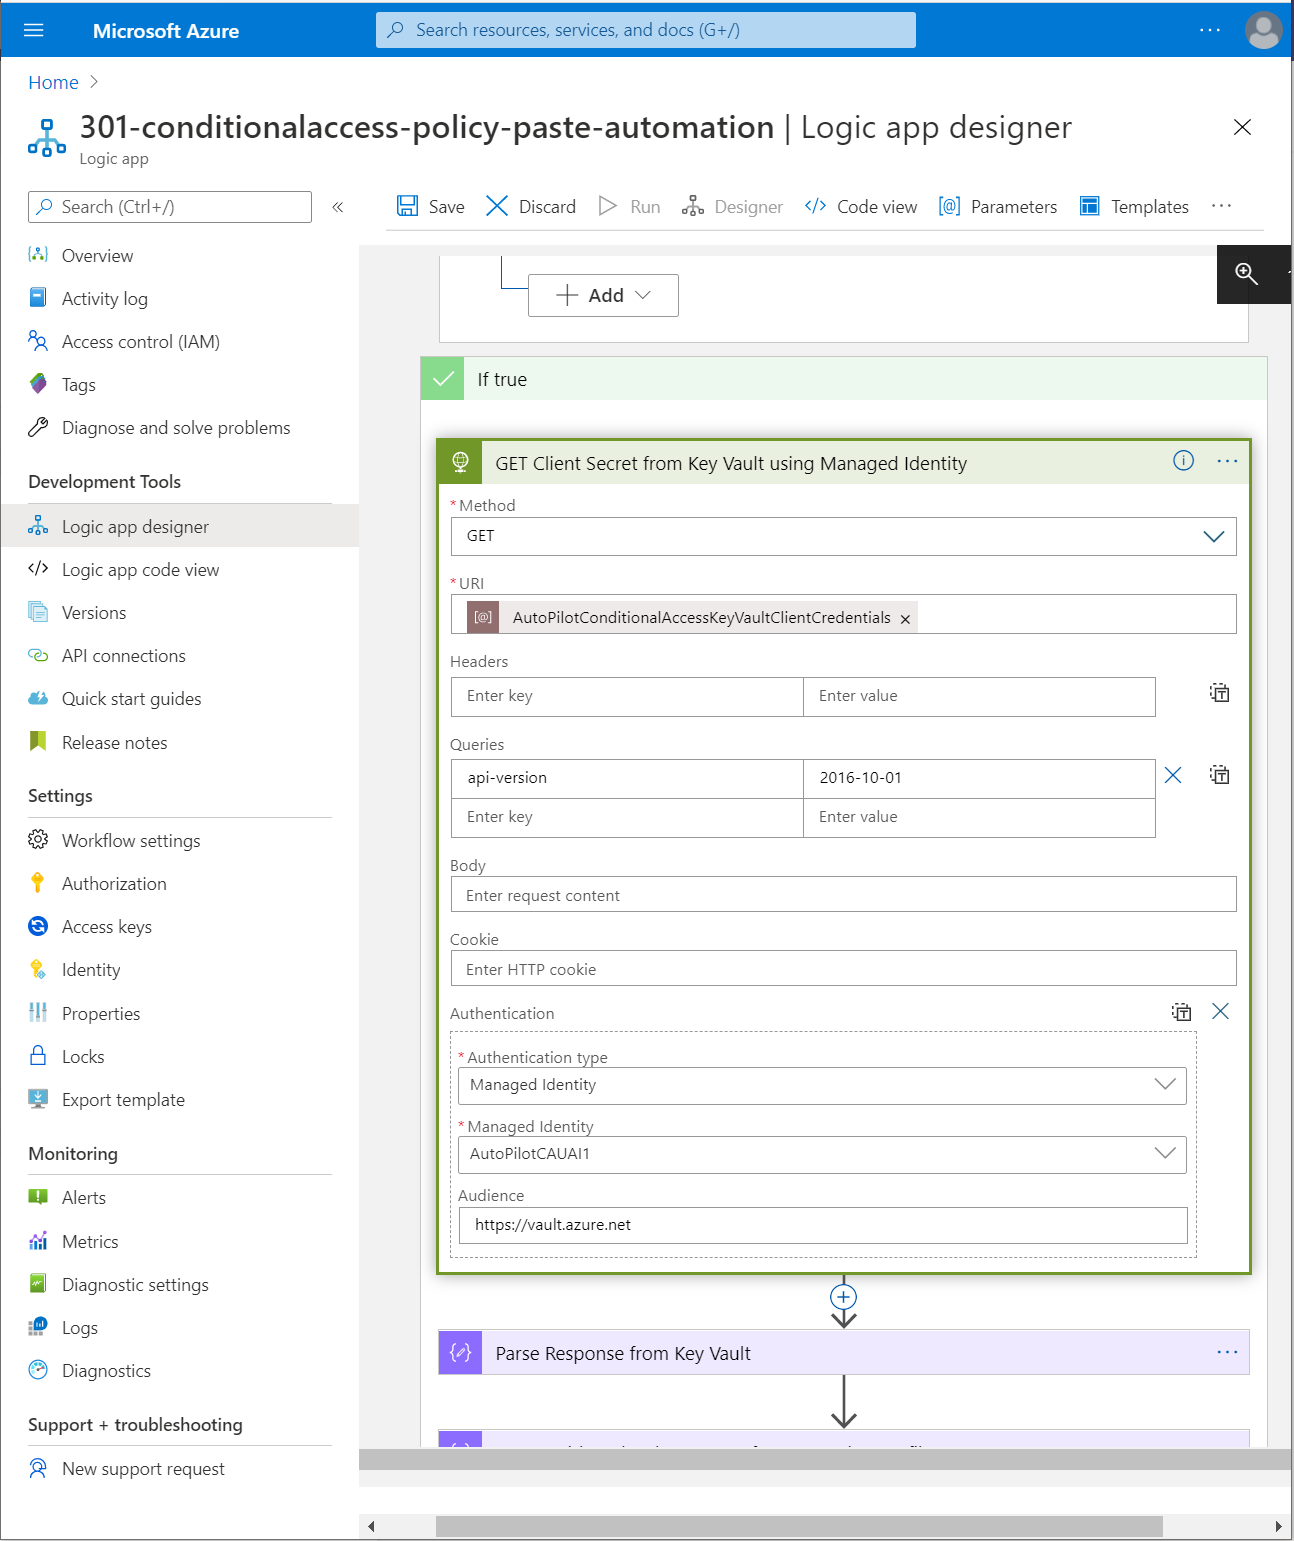 Microsoft Azure
Search resources, services, and docs (G+/)
Home
301-conditionalaccess-policy-paste-automation | Logic app designer
Logic app
Search (Ctrl+/)
Save
Discard
Run
Designer
Code view
Parameters
Templates
Overview
Activity log
Access control (IAM)
Tags
Diagnose and solve problems
Development Tools
Logic app designer
Logic app code view
Versions
API connections
Quick start guides
Release notes
Settings
Workflow settings
Authorization
Access keys
Identity
Properties
Locks
Export template
Monitoring
Alerts
Metrics
Diagnostic settings
Logs
Diagnostics
Support + troubleshooting
New support request
Add
If true
GET Client Secret from Key Vault using Managed Identity
* Method
GET
* URI
AutoPilotConditionalAccessKeyVaultClientCredentials
Headers
Enter key Enter value
Queries
api-version 2016-10-01
Enter key Enter value
Body
Enter request content
Cookie
Enter HTTP cookie
Authentication
* Authentication type
Managed Identity
* Managed Identity
AutoPilotCAUAI1
Audience
https://vault.azure.net
Parse Response from Key Vault